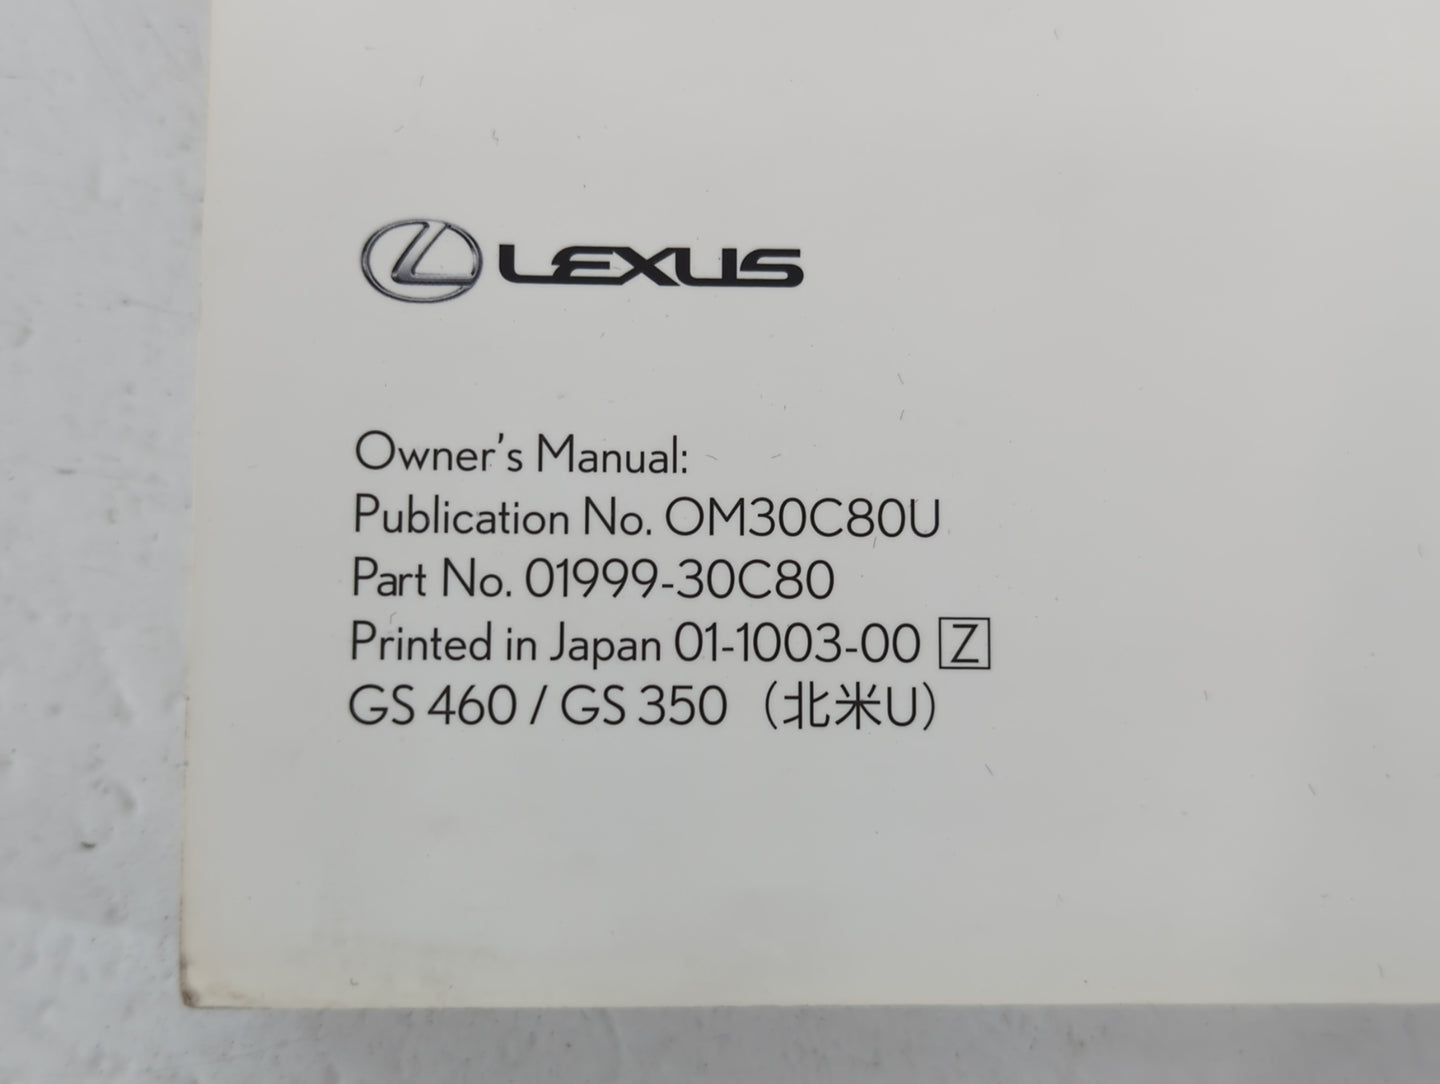 LEXUS
Owner's Manual:
Publication No. OM30C80U
Part No. 01999-30C80
Printed in Japan 01-1003-00 Z
GS 460 / GS 350（北米U）